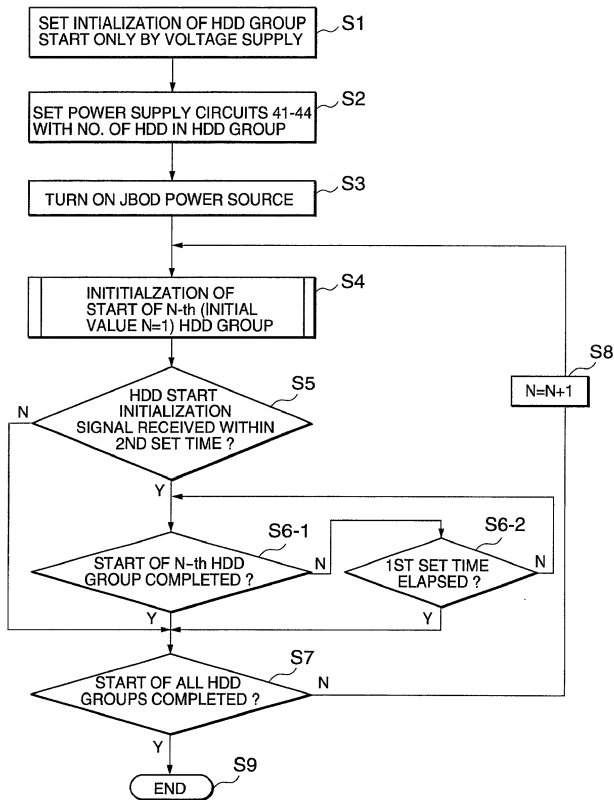 SET INTIALIZATION OF HDD GROUP
START ONLY BY VOLTAGE SUPPLY
S1
SET POWER SUPPLY CIRCUITS 41-44
WITH NO. OF HDD IN HDD GROUP
S2
TURN ON JBOD POWER SOURCE
S3
INITITIALZATION OF
START OF N-th (INITIAL
VALUE N=1) HDD GROUP
S4
S8
N=N+1
HDD START
INITIALIZATION
SIGNAL RECEIVED WITHIN
2ND SET TIME ?
S5
N
Y
START OF N-th HDD
GROUP COMPLETED ?
S6-1
N
Y
1ST SET TIME
ELAPSED ?
S6-2
N
Y
START OF ALL HDD
GROUPS COMPLETED ?
S7
N
Y
END
S9